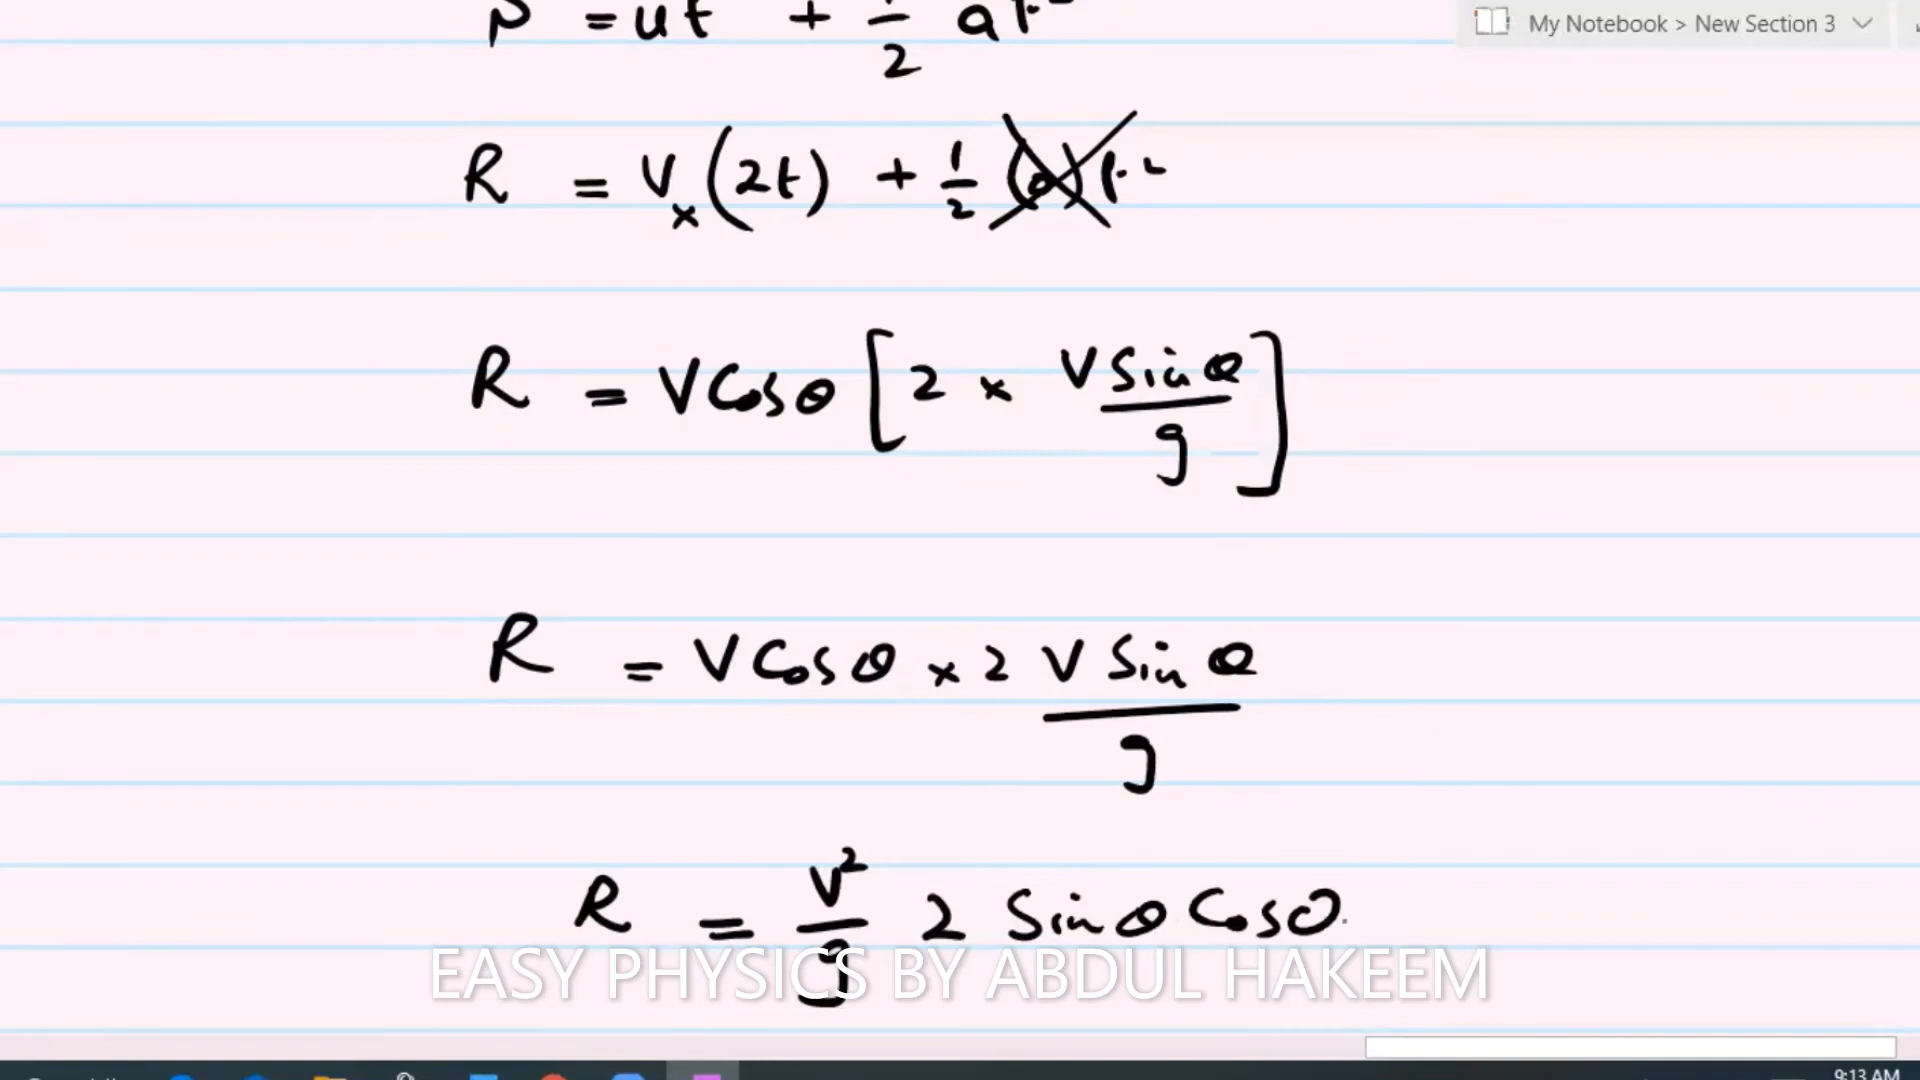 My Notebook > New Section 3
s = ut + 1/2 at²
R = Vx (2t) + 1/2 (0) t²
R = V Cos θ [2 × V Sin θ / g]
R = V Cos θ × 2 V Sin θ / g
R = V²/g 2 Sin θ Cos θ
EASY PHYSICS BY ABDUL HAKEEM
9:13 AM